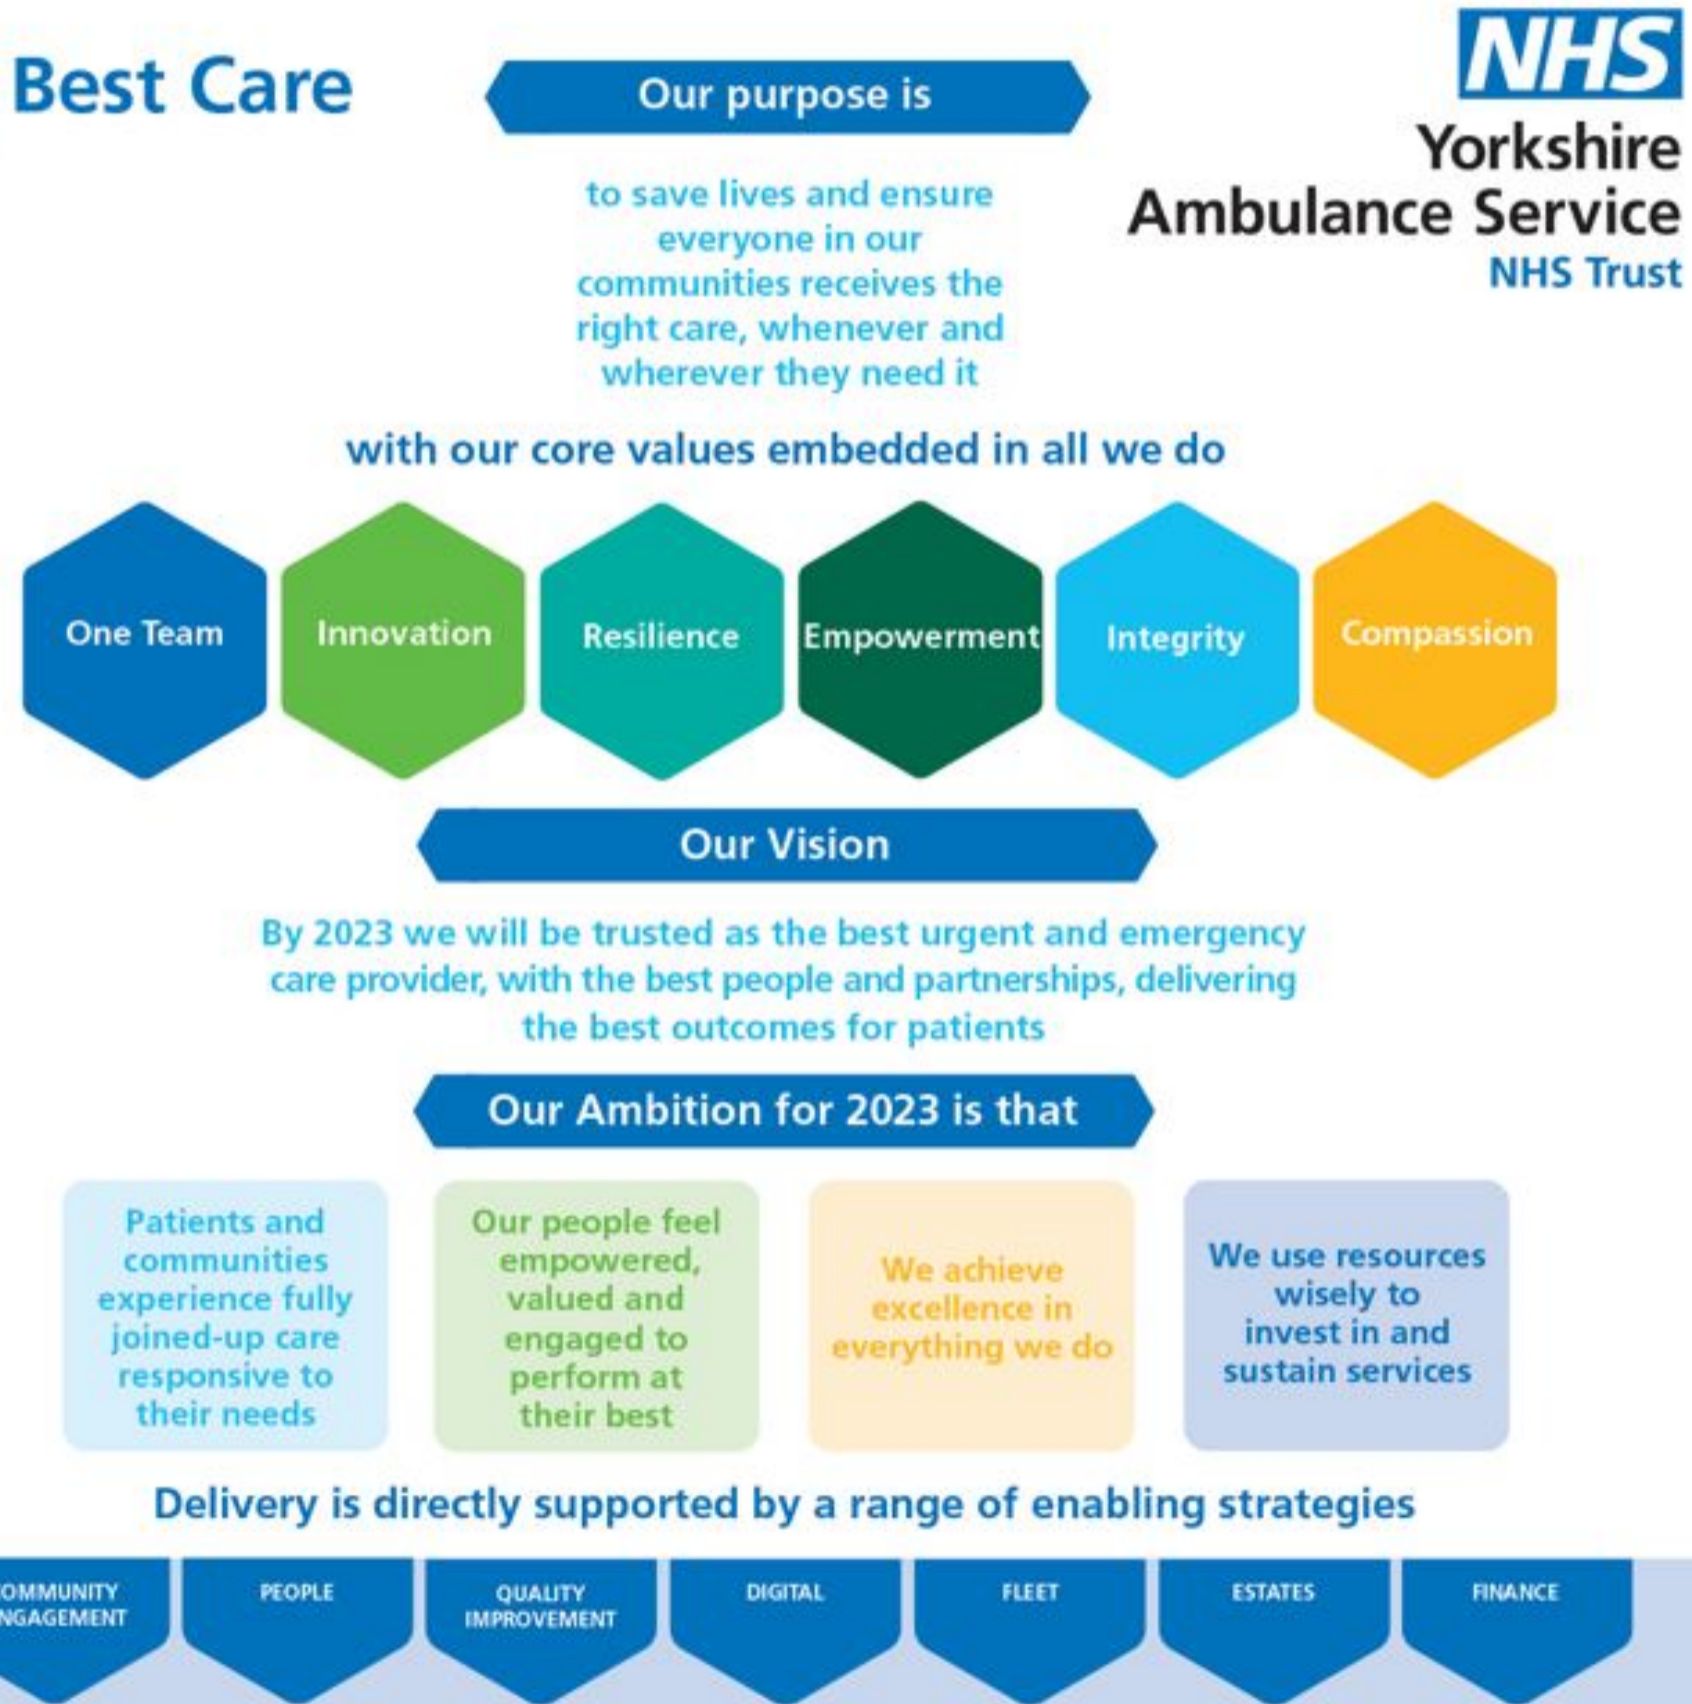 Best Care
Our purpose is
NHS
Yorkshire
Ambulance Service
NHS Trust
to save lives and ensure
everyone in our
communities receives the
right care, whenever and
wherever they need it
with our core values embedded in all we do
One Team
Innovation
Resilience
Empowerment
Integrity
Compassion
Our Vision
By 2023 we will be trusted as the best urgent and emergency
care provider, with the best people and partnerships, delivering
the best outcomes for patients
Our Ambition for 2023 is that
Patients and
communities
experience fully
joined-up care
responsive to
their needs
Our people feel
empowered,
valued and
engaged to
perform at
their best
We achieve
excellence in
everything we do
We use resources
wisely to
invest in and
sustain services
Delivery is directly supported by a range of enabling strategies
OMMUNITY
NGAGEMENT
PEOPLE
QUALITY
IMPROVEMENT
DIGITAL
FLEET
ESTATES
FINANCE